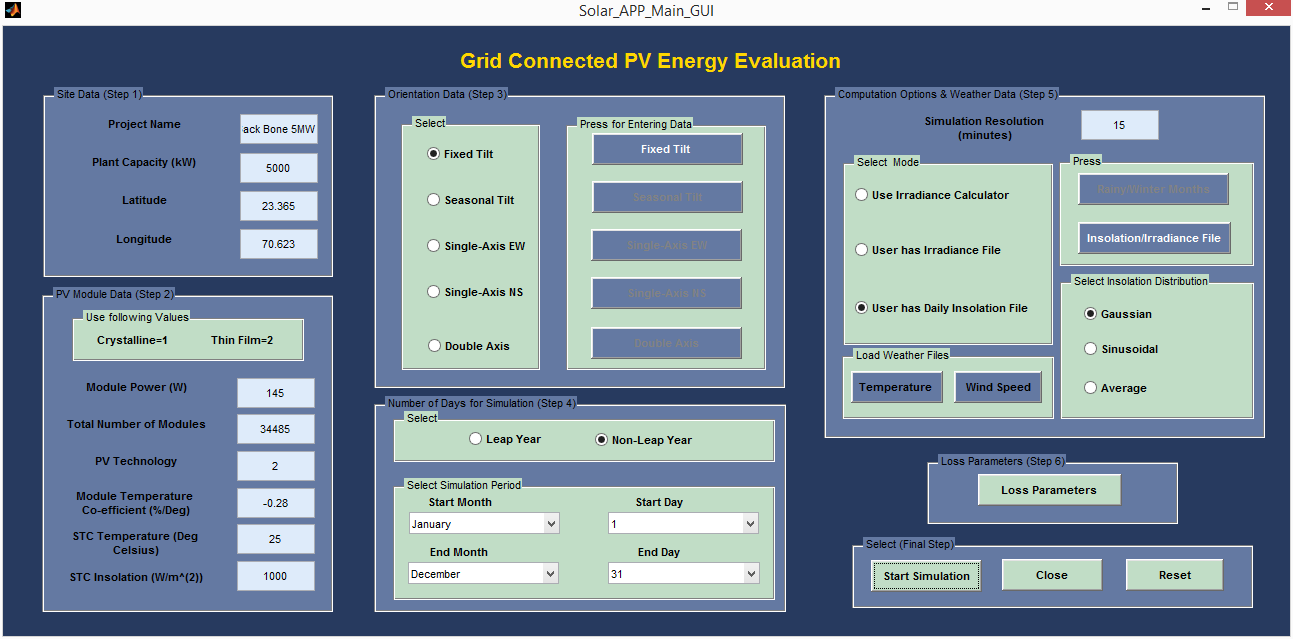 Solar_APP_Main_GUI
Grid Connected PV Energy Evaluation
Site Data (Step 1)
Project Name
ack Bone 5MW
Plant Capacity (kW)
5000
Latitude
23.365
Longitude
70.623
PV Module Data (Step 2)
Use following Values
Crystalline=1 Thin Film=2
Module Power (W)
145
Total Number of Modules
34485
PV Technology
2
Module Temperature
Co-efficient (%/Deg)
-0.28
STC Temperature (Deg
Celsius)
25
STC Insolation (W/m^(2))
1000
Orientation Data (Step 3)
Select
Fixed Tilt
Seasonal Tilt
Single-Axis EW
Single-Axis NS
Double Axis
Press for Entering Data
Fixed Tilt
Seasonal Tilt
Single-Axis EW
Single-Axis NS
Double Axis
Number of Days for Simulation (Step 4)
Select
Leap Year Non-Leap Year
Select Simulation Period
Start Month Start Day
January 1
End Month End Day
December 31
Computation Options & Weather Data (Step 5)
Simulation Resolution
(minutes)
15
Select Mode
Use Irradiance Calculator
User has Irradiance File
User has Daily Insolation File
Press
Rainy/Winter Months
Insolation/Irradiance File
Select Insolation Distribution
Gaussian
Sinusoidal
Average
Load Weather Files
Temperature Wind Speed
Loss Parameters (Step 6)
Loss Parameters
Select (Final Step)
Start Simulation Close Reset